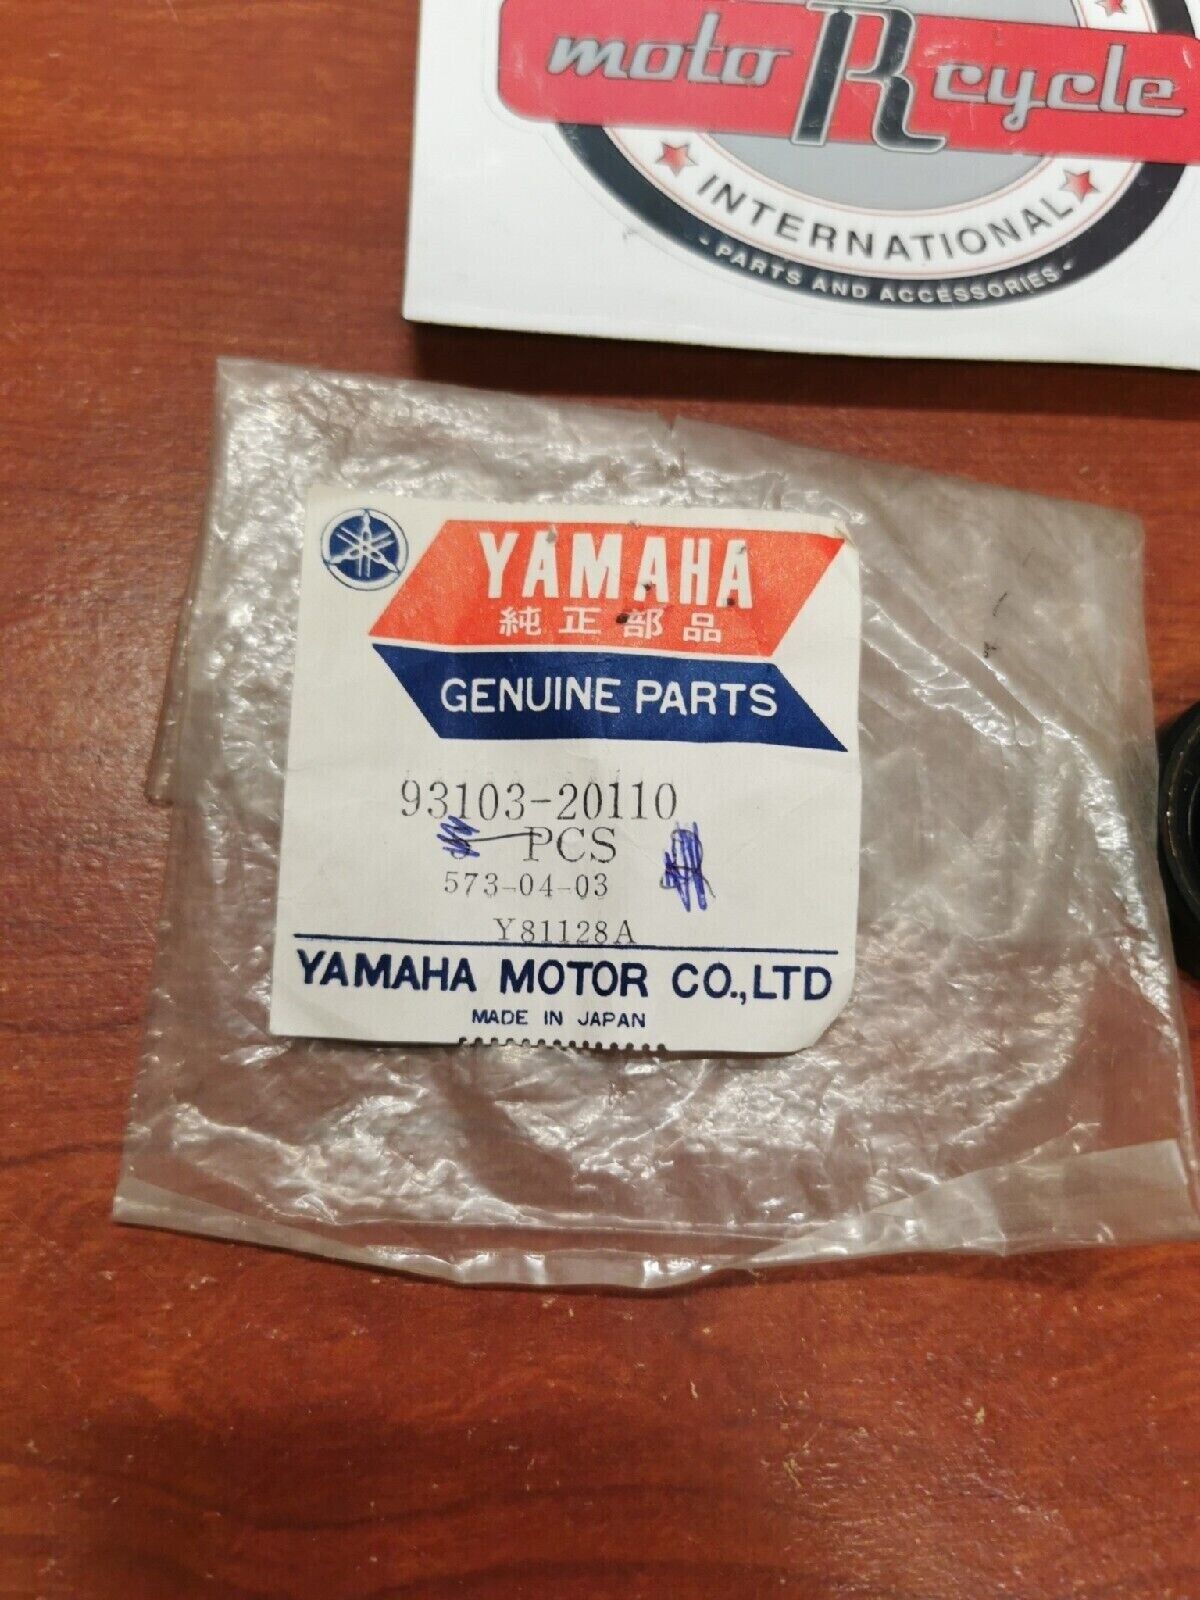 moto R cycle
INTERNATIONAL
- PARTS AND ACCESSORIES -
YAMAHA
純正部品
GENUINE PARTS
93103-20110
PCS
573-04-03
Y81128A
YAMAHA MOTOR CO.,LTD
MADE IN JAPAN